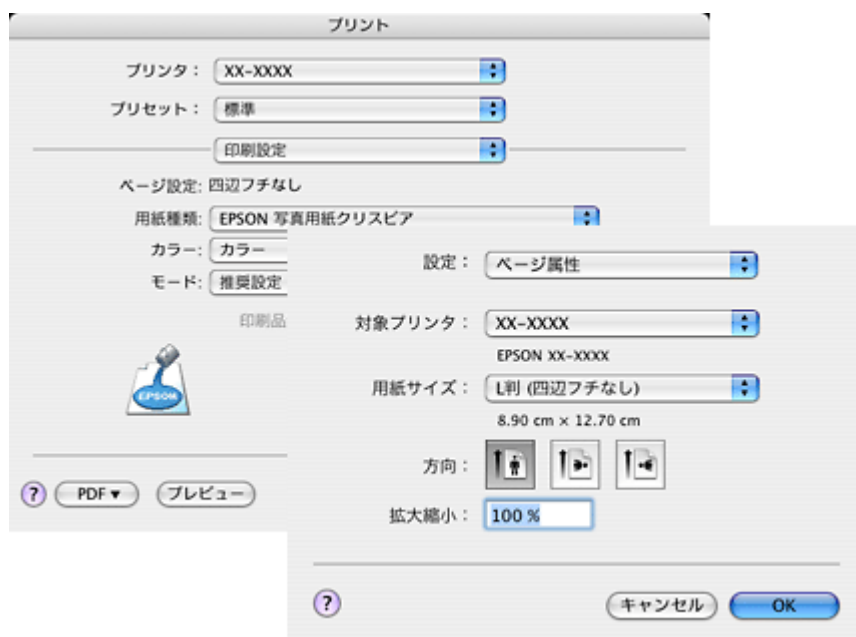 プリント
プリンタ： XX-XXXX
プリセット： 標準
印刷設定
ページ設定: 四辺フチなし
用紙種類: EPSON 写真用紙クリスピア
カラー: カラー
モード: 推奨設定
印刷品
EPSON
? PDF▼ プレビュー
設定： ページ属性
対象プリンタ： XX-XXXX
EPSON XX-XXXX
用紙サイズ： L判 (四辺フチなし)
8.90 cm × 12.70 cm
方向：
拡大縮小： 100 %
? キャンセル OK